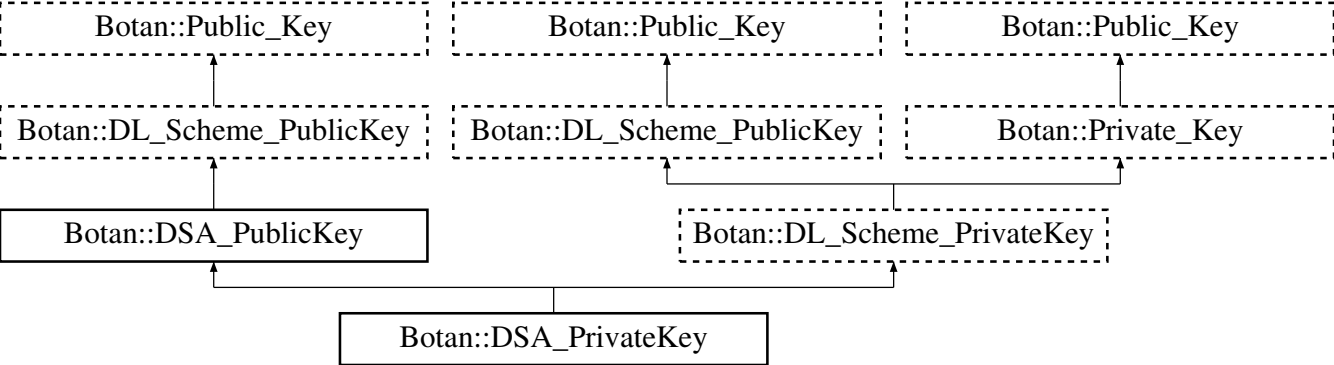 Botan::Public_Key
Botan::Public_Key
Botan::Public_Key
Botan::DL_Scheme_PublicKey
Botan::DL_Scheme_PublicKey
Botan::Private_Key
Botan::DSA_PublicKey
Botan::DL_Scheme_PrivateKey
Botan::DSA_PrivateKey